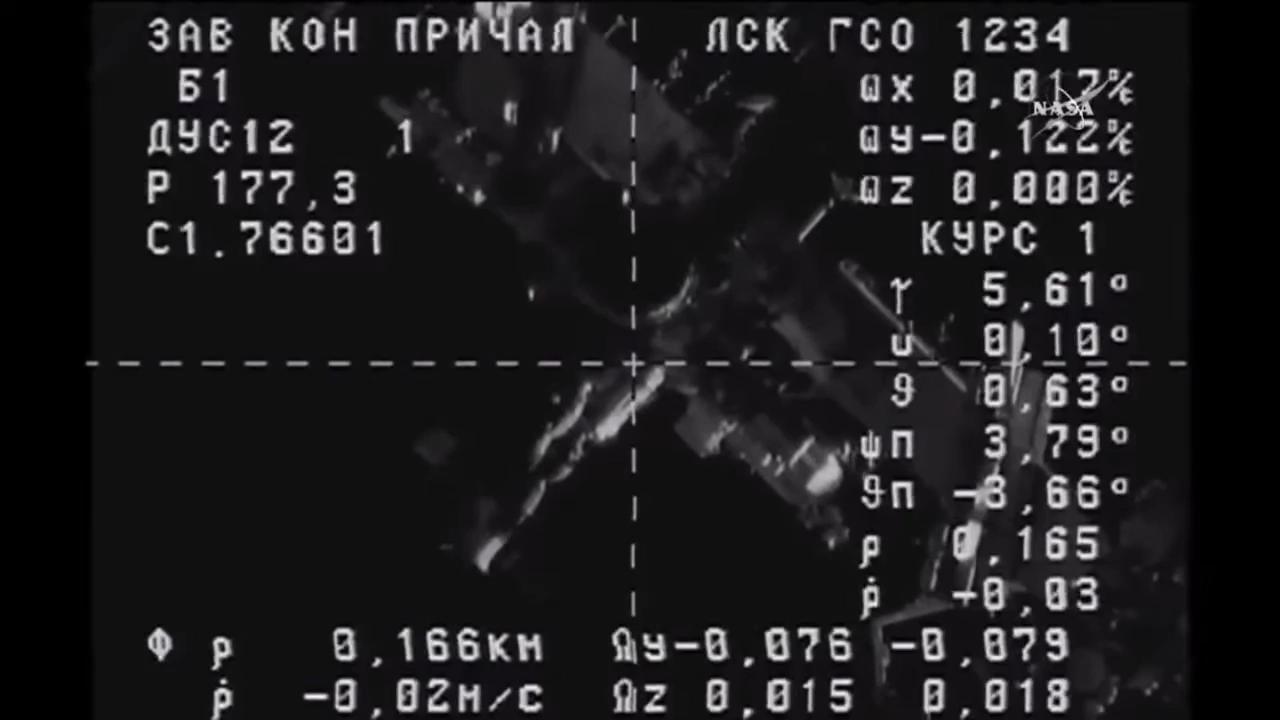 ЗАВ КОН ПРИЧАЛ ЛСК ГСО 1234
Б1 ωx 0,017°/с
NASA
ДУС12 1 ωу-0,122°/с
Р 177,3 ωz 0,000°/с
С1.76601 КУРС 1
γ 5,61°
0,10°
ϑ 0,63°
ψп 3,79°
ϑп -3,66°
ρ 0,165
ρ̇ -0,03
Ф ρ 0,166км Ωу-0,076 -0,079
ρ̇ -0,02м/с Ωz 0,015 0,018